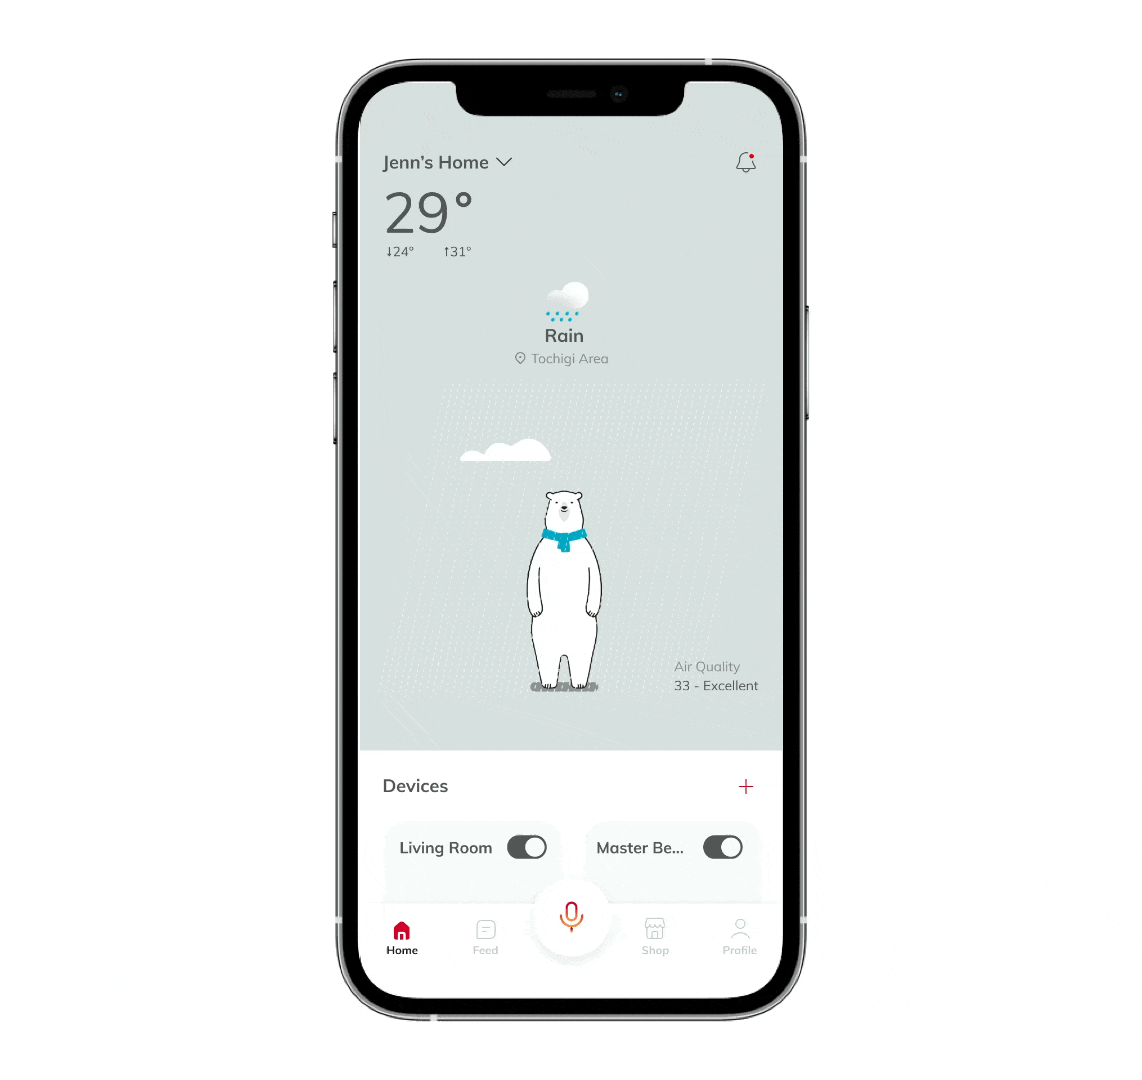 Jenn's Home
29°
↓24° ↑31°
Rain
Tochigi Area
Air Quality
33 - Excellent
Devices
Living Room
Master Be...
Home
Feed
Shop
Profile